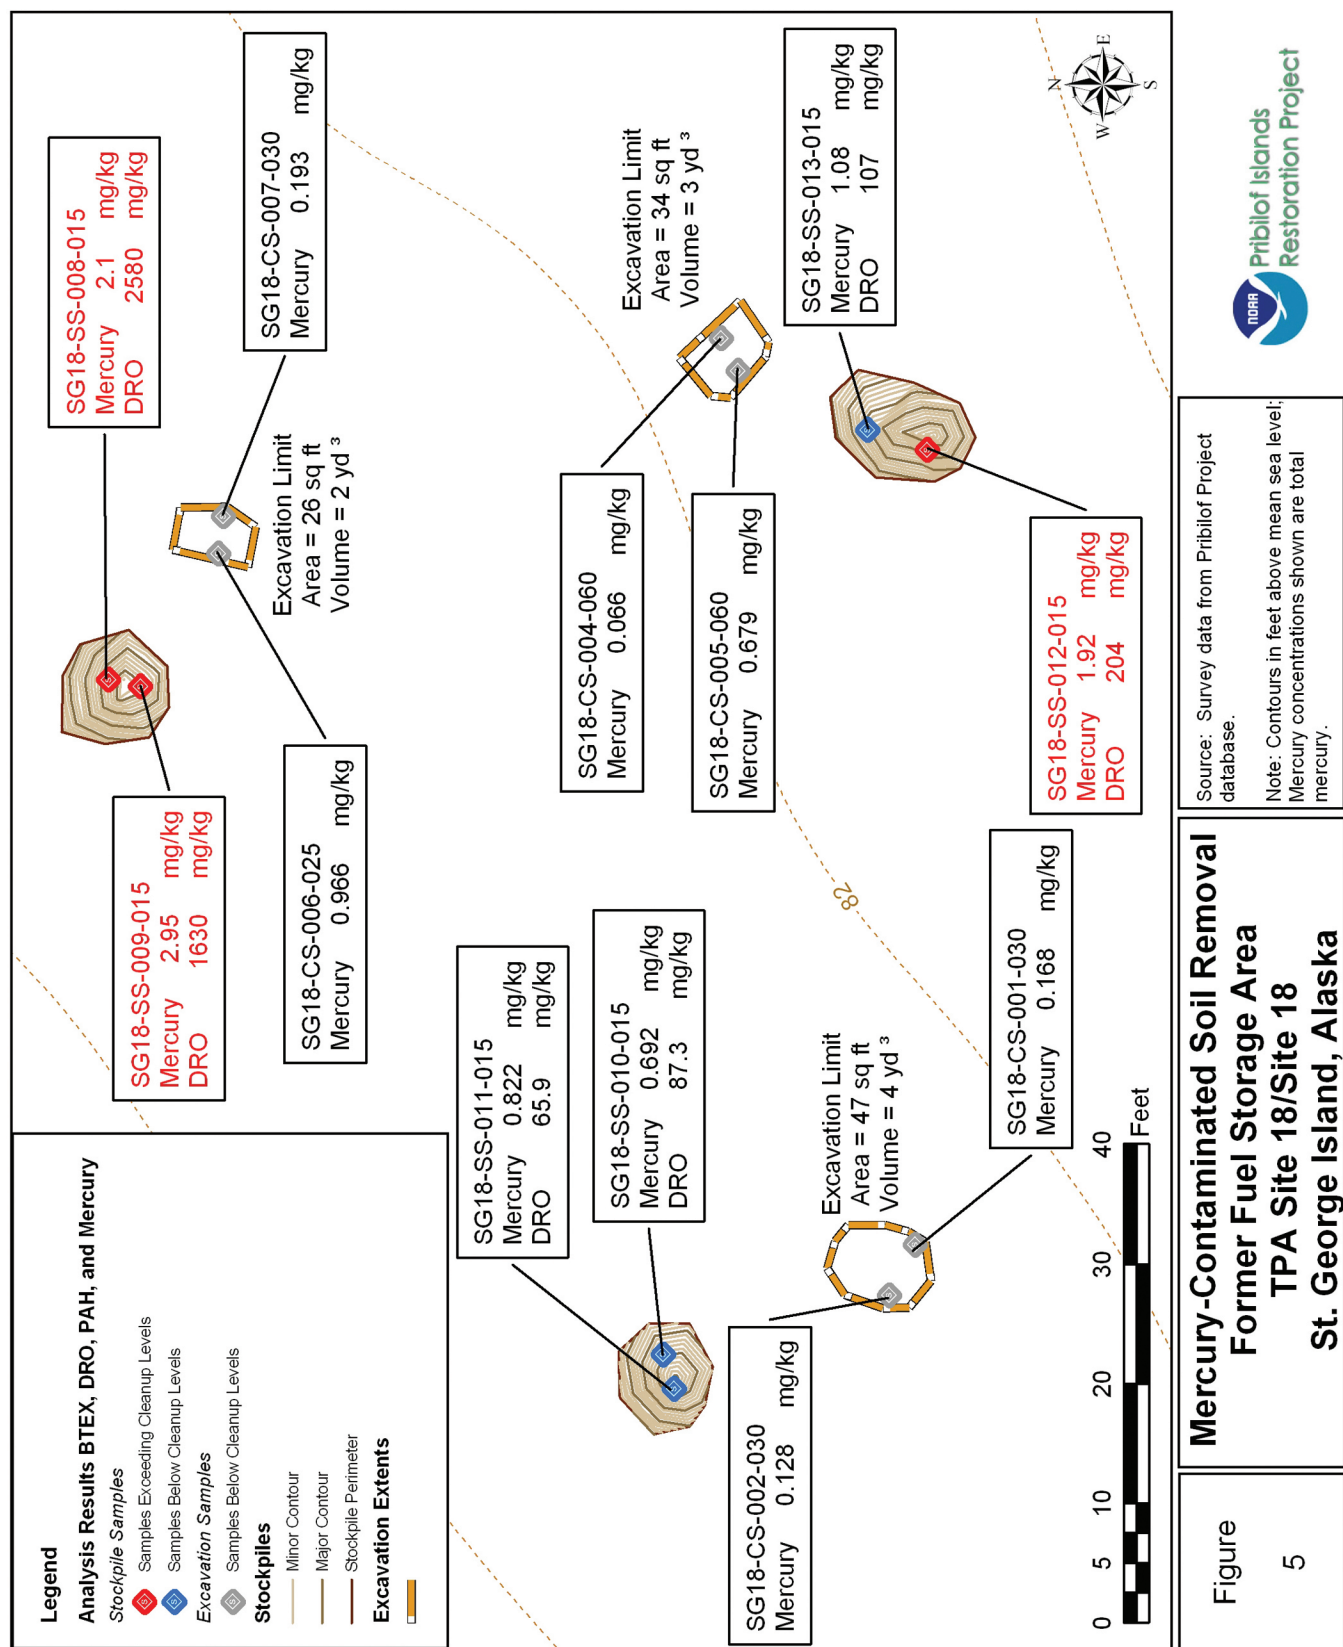 Legend
Analysis Results BTEX, DRO, PAH, and Mercury
Stockpile Samples
Samples Exceeding Cleanup Levels
Samples Below Cleanup Levels
Excavation Samples
Samples Below Cleanup Levels
Stockpiles
Minor Contour
Major Contour
Stockpile Perimeter
Excavation Extents
SG18-SS-009-015
Mercury 2.95 mg/kg
DRO 1630 mg/kg
SG18-SS-008-015
Mercury 2.1 mg/kg
DRO 2580 mg/kg
SG18-CS-006-025
Mercury 0.966 mg/kg
SG18-CS-007-030
Mercury 0.193 mg/kg
Excavation Limit
Area = 26 sq ft
Volume = 2 yd ³
SG18-SS-011-015
Mercury 0.822 mg/kg
DRO 65.9 mg/kg
SG18-SS-010-015
Mercury 0.692 mg/kg
DRO 87.3 mg/kg
SG18-CS-004-060
Mercury 0.066 mg/kg
SG18-CS-005-060
Mercury 0.679 mg/kg
Excavation Limit
Area = 34 sq ft
Volume = 3 yd ³
SG18-CS-002-030
Mercury 0.128 mg/kg
Excavation Limit
Area = 47 sq ft
Volume = 4 yd ³
SG18-CS-001-030
Mercury 0.168 mg/kg
82
SG18-SS-013-015
Mercury 1.08 mg/kg
DRO 107 mg/kg
SG18-SS-012-015
Mercury 1.92 mg/kg
DRO 204 mg/kg
0 5 10 20 30 40
Feet
N
W E
S
Figure
5
Mercury-Contaminated Soil Removal
Former Fuel Storage Area
TPA Site 18/Site 18
St. George Island, Alaska
Source: Survey data from Pribilof Project
database.
Note: Contours in feet above mean sea level;
Mercury concentrations shown are total
mercury.
NOAA
Pribilof Islands
Restoration Project